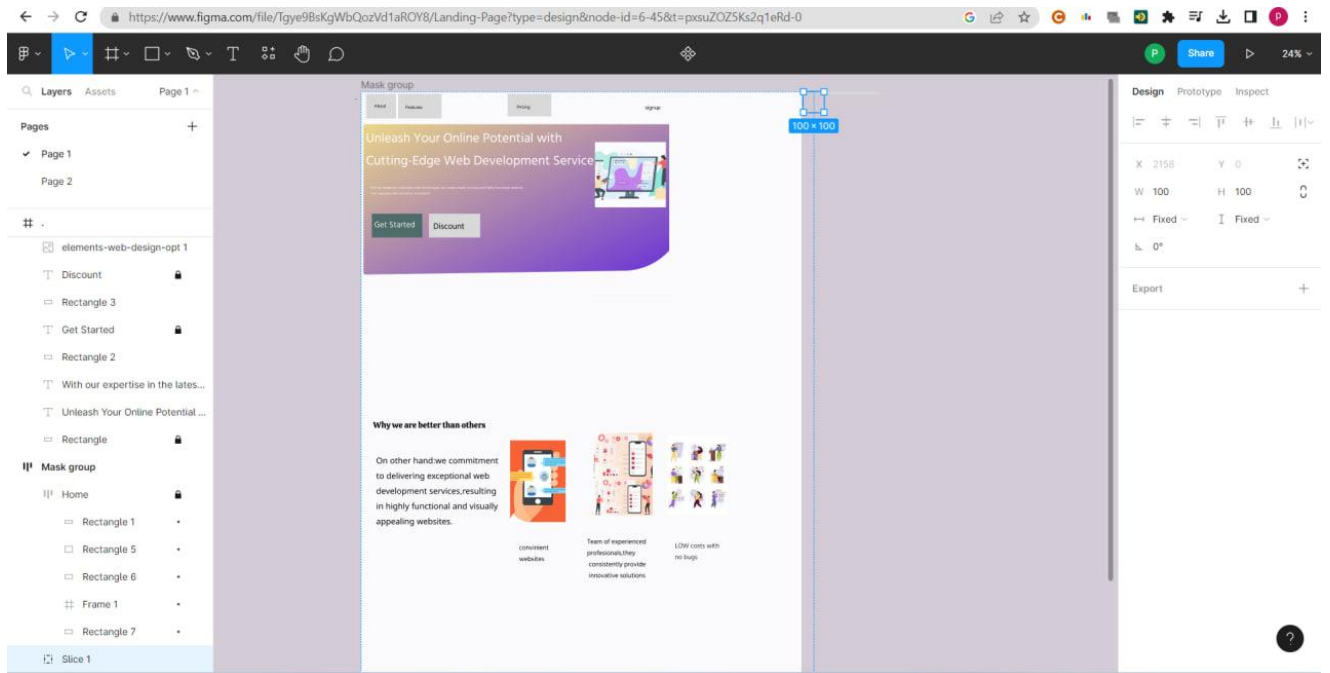 https://www.figma.com/file/Tgye9BsKgWbQozVd1aROY8/Landing-Page?type=design&node-id=6-45&t=pxsuZOZ5Ks2q1eRd-0
P
P
Share
24%
Layers Assets Page 1
Pages
Page 1
Page 2
.
elements-web-design-opt 1
Discount
Rectangle 3
Get Started
Rectangle 2
With our expertise in the lates...
Unleash Your Online Potential ...
Rectangle
Mask group
Home
Rectangle 1
Rectangle 5
Rectangle 6
Frame 1
Rectangle 7
Slice 1
Mask group
About Features Pricing signup
100 × 100
Unleash Your Online Potential with
Cutting-Edge Web Development Service
Get Started Discount
Why we are better than others
On other hand:we commitment
to delivering exceptional web
development services,resulting
in highly functional and visually
appealing websites.
convinient
websites
Team of experienced
profesionals,they
consistently provide
innovative solutions
LOW costs with
no bugs
Design Prototype Inspect
X 2158 Y 0
W 100 H 100
Fixed Fixed
0°
Export
?